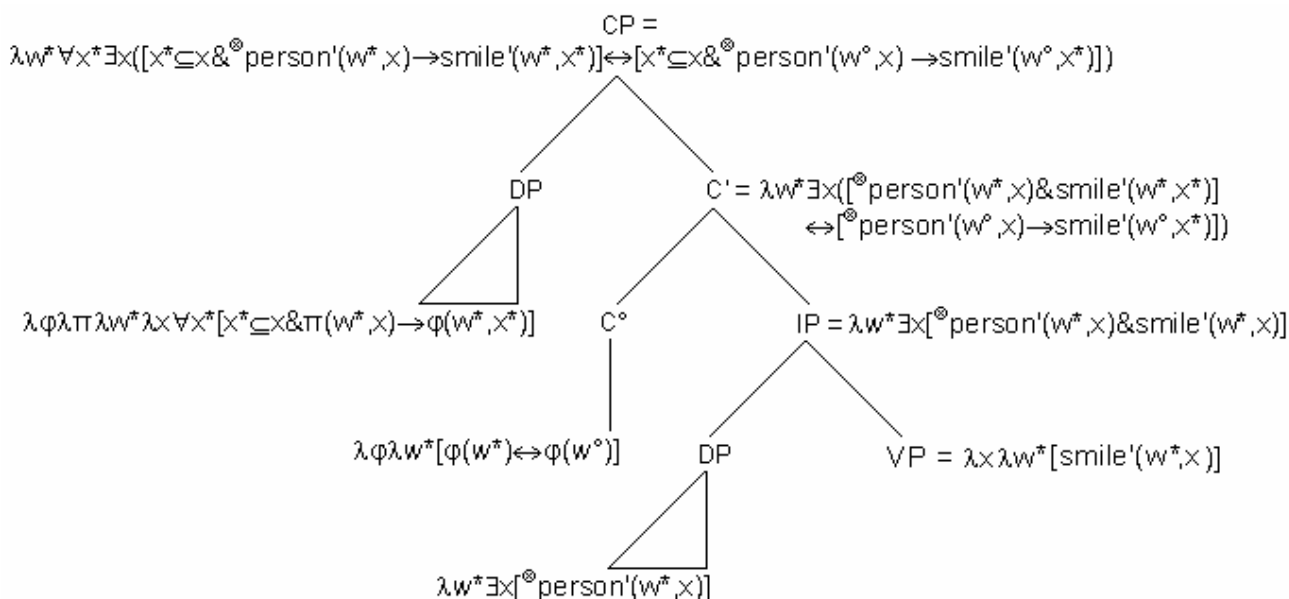 CP =
λw*∀x*∃x([x*⊆x&⊗person'(w*,x)→smile'(w*,x*)]↔[x*⊆x&⊗person'(w°,x) →smile'(w°,x*)])
DP
C' = λw*∃x([⊗person'(w*,x)&smile'(w*,x*)]
↔[⊗person'(w°,x)→smile'(w°,x*)])
λφλπλw*λx∀x*[x*⊆x&π(w*,x)→φ(w*,x*)]
C°
IP = λw*∃x[⊗person'(w*,x)&smile'(w*,x)]
λφλw*[φ(w*)↔φ(w°)]
DP
VP = λxλw*[smile'(w*,x)]
λw*∃x[⊗person'(w*,x)]